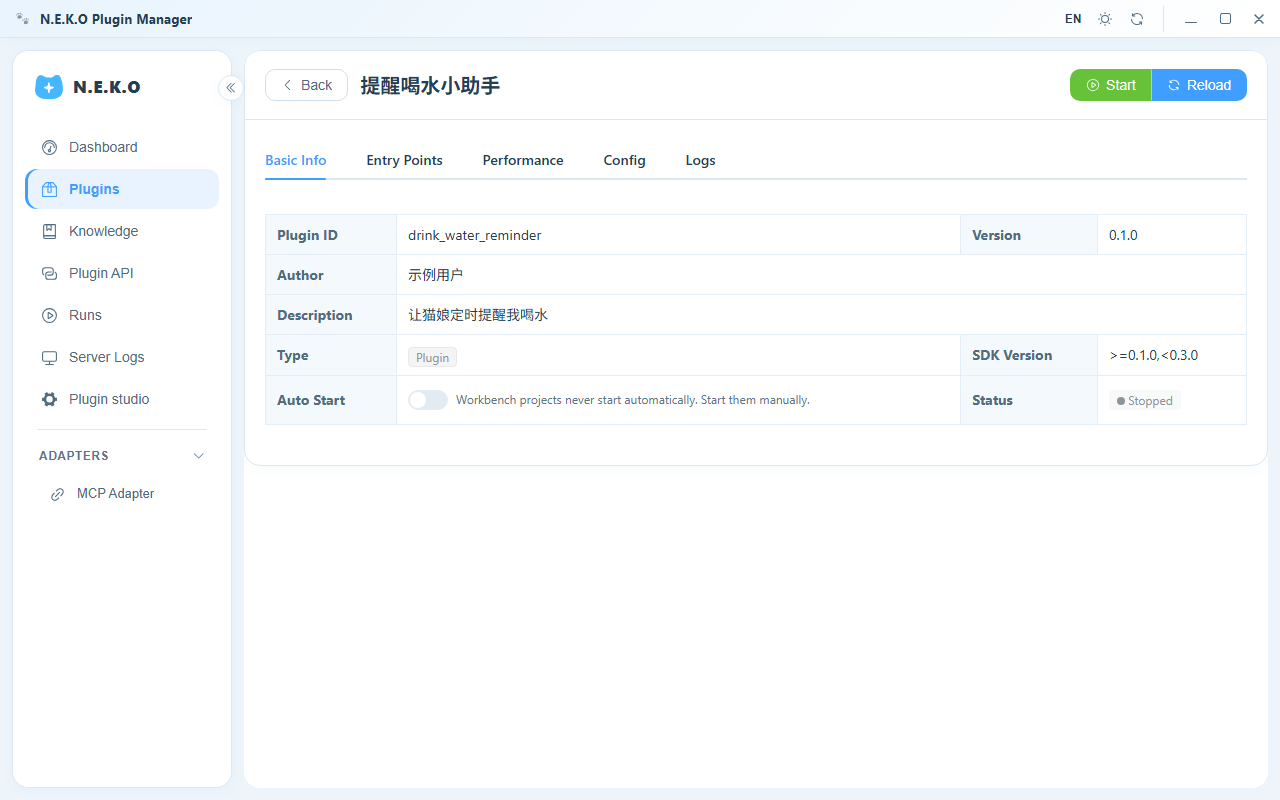 N.E.K.O Plugin Manager
EN
N.E.K.O
Dashboard
Plugins
Knowledge
Plugin API
Runs
Server Logs
Plugin studio
ADAPTERS
MCP Adapter
Back
提醒喝水小助手
Start
Reload
Basic Info
Entry Points
Performance
Config
Logs
Plugin ID
drink_water_reminder
Version
0.1.0
Author
示例用户
Description
让猫娘定时提醒我喝水
Type
Plugin
SDK Version
>=0.1.0,<0.3.0
Auto Start
Workbench projects never start automatically. Start them manually.
Status
Stopped